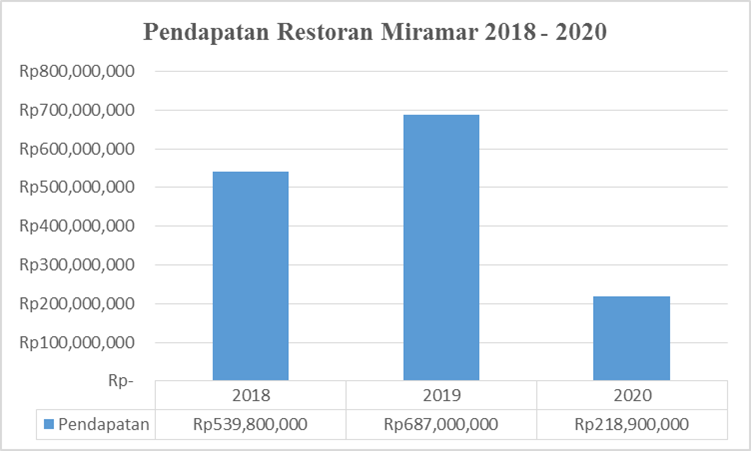 Pendapatan Restoran Miramar 2018 - 2020
Rp800,000,000
Rp700,000,000
Rp600,000,000
Rp500,000,000
Rp400,000,000
Rp300,000,000
Rp200,000,000
Rp100,000,000
Rp-
2018 2019 2020
Pendapatan Rp539,800,000 Rp687,000,000 Rp218,900,000